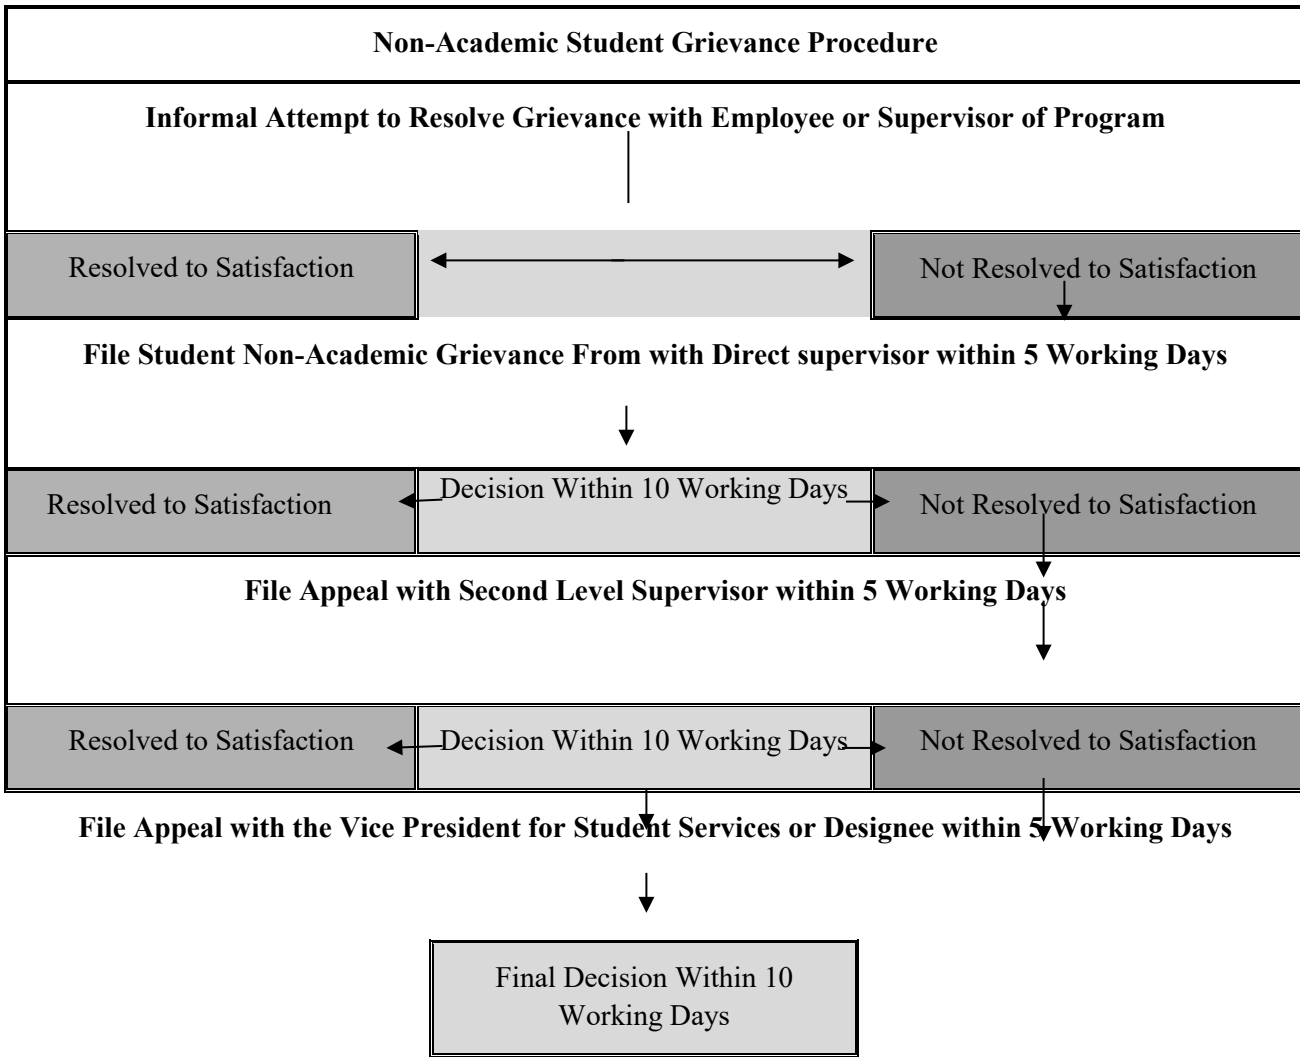 Non-Academic Student Grievance Procedure
Informal Attempt to Resolve Grievance with Employee or Supervisor of Program
Resolved to Satisfaction
Not Resolved to Satisfaction
File Student Non-Academic Grievance From with Direct supervisor within 5 Working Days
Resolved to Satisfaction
Decision Within 10 Working Days
Not Resolved to Satisfaction
File Appeal with Second Level Supervisor within 5 Working Days
Resolved to Satisfaction
Decision Within 10 Working Days
Not Resolved to Satisfaction
File Appeal with the Vice President for Student Services or Designee within 5 Working Days
Final Decision Within 10
Working Days